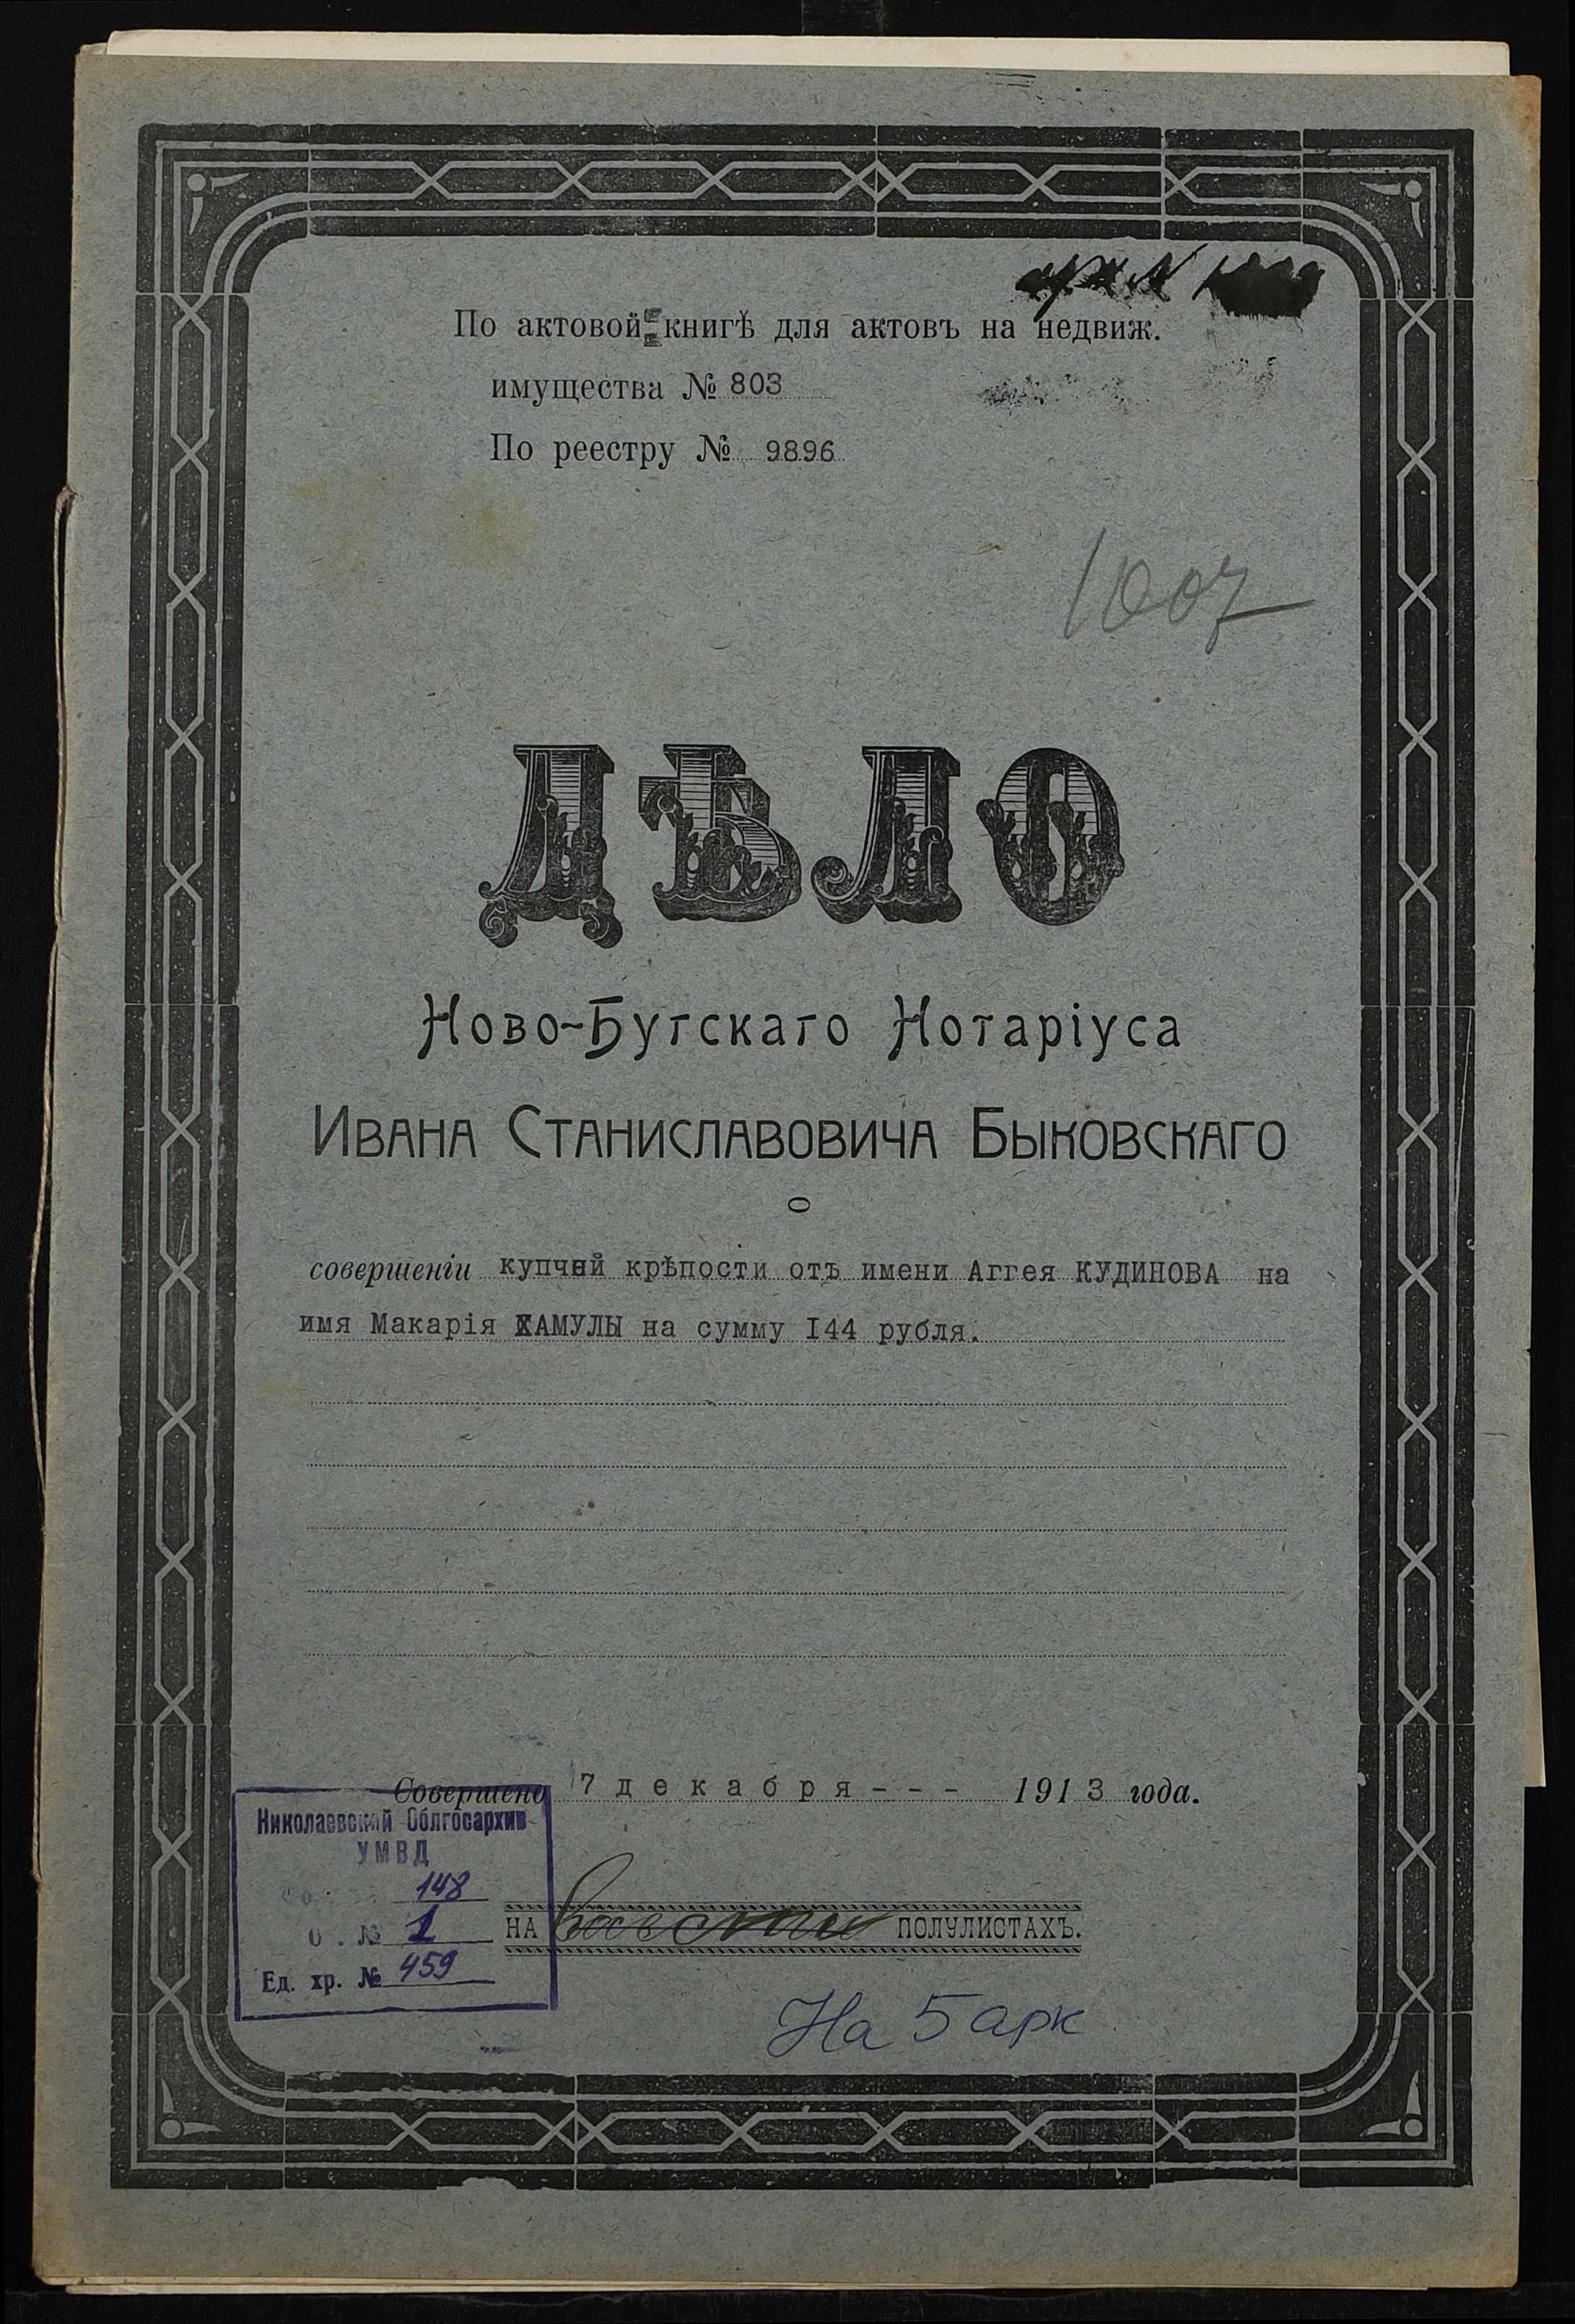 По актовой книгѣ для актовъ на недвиж.
имущества № 803
По реестру № 9896
1007
ДѢЛО
Ново-Бугскаго Нотаріуса
Ивана Станиславовича Быковскаго
о
совершеніи купчей крѣпости отъ имени Аггея КУДИНОВА на
имя Макарія ХАМУЛЫ на сумму I44 рубля.
Совершено 7 декабря - - - 1913 года.
Николаевский Облгосархив
УМВД
148
О . № 1
Ед. хр. № 459
НА ПОЛУЛИСТАХЪ.
На 5 арк